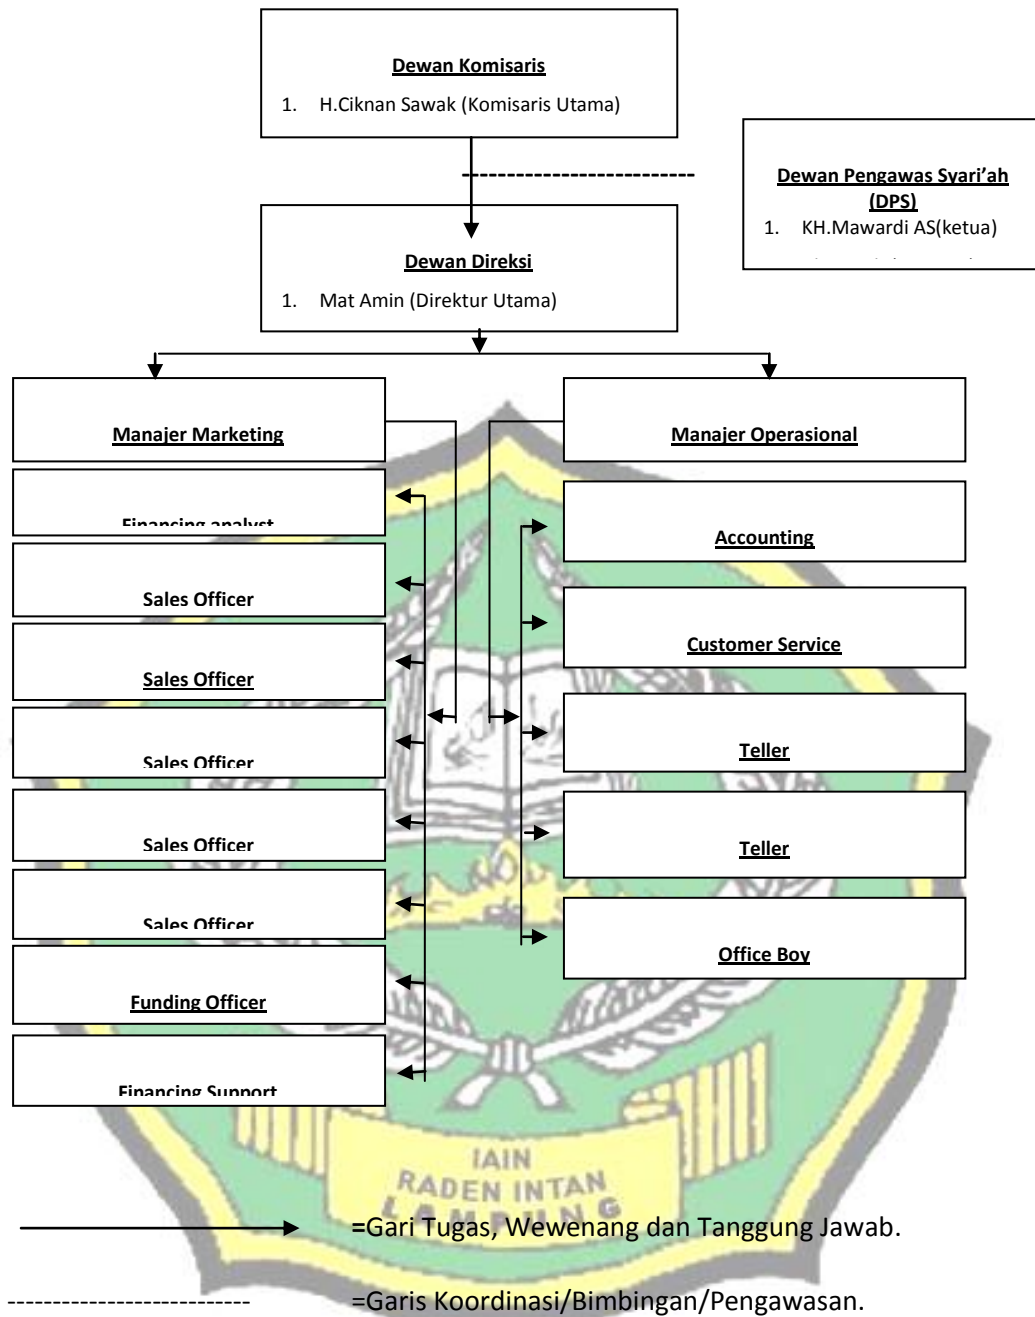 Dewan Komisaris
1. H.Ciknan Sawak (Komisaris Utama)
Dewan Pengawas Syari’ah
(DPS)
1. KH.Mawardi AS(ketua)
Dewan Direksi
1. Mat Amin (Direktur Utama)
Manajer Marketing
Manajer Operasional
Financing analyst
Sales Officer
Sales Officer
Sales Officer
Sales Officer
Sales Officer
Funding Officer
Financing Support
Accounting
Customer Service
Teller
Teller
Office Boy
IAIN
RADEN INTAN
LAMPUNG
=Gari Tugas, Wewenang dan Tanggung Jawab.
=Garis Koordinasi/Bimbingan/Pengawasan.